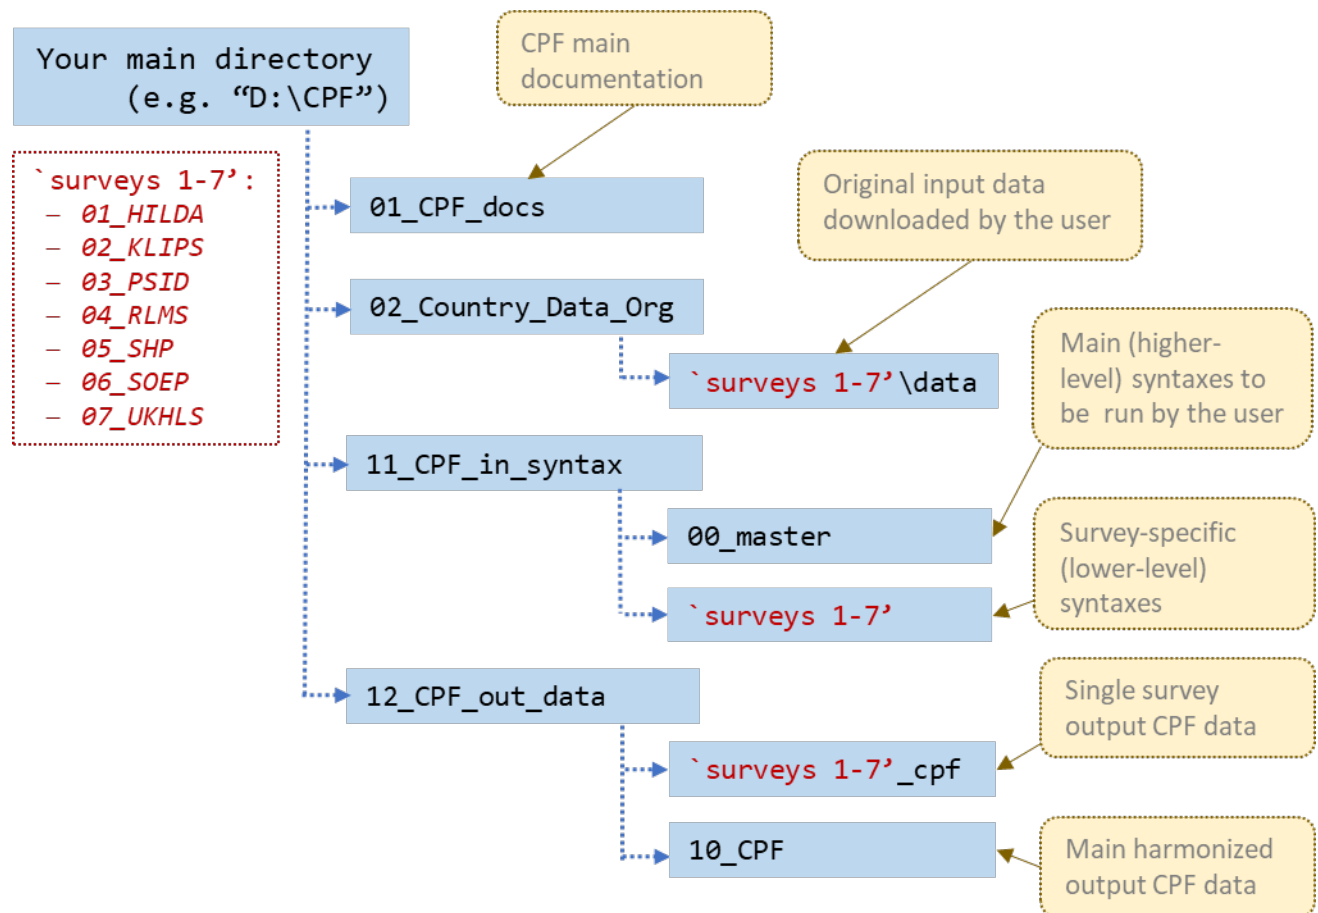 Your main directory
(e.g. “D:\CPF”)
CPF main
documentation
`surveys 1-7’:
– 01_HILDA
– 02_KLIPS
– 03_PSID
– 04_RLMS
– 05_SHP
– 06_SOEP
– 07_UKHLS
01_CPF_docs
Original input data
downloaded by the user
02_Country_Data_Org
`surveys 1-7’\data
Main (higher-
level) syntaxes to
be run by the user
11_CPF_in_syntax
00_master
Survey-specific
(lower-level)
syntaxes
`surveys 1-7’
12_CPF_out_data
Single survey
output CPF data
`surveys 1-7’_cpf
10_CPF
Main harmonized
output CPF data